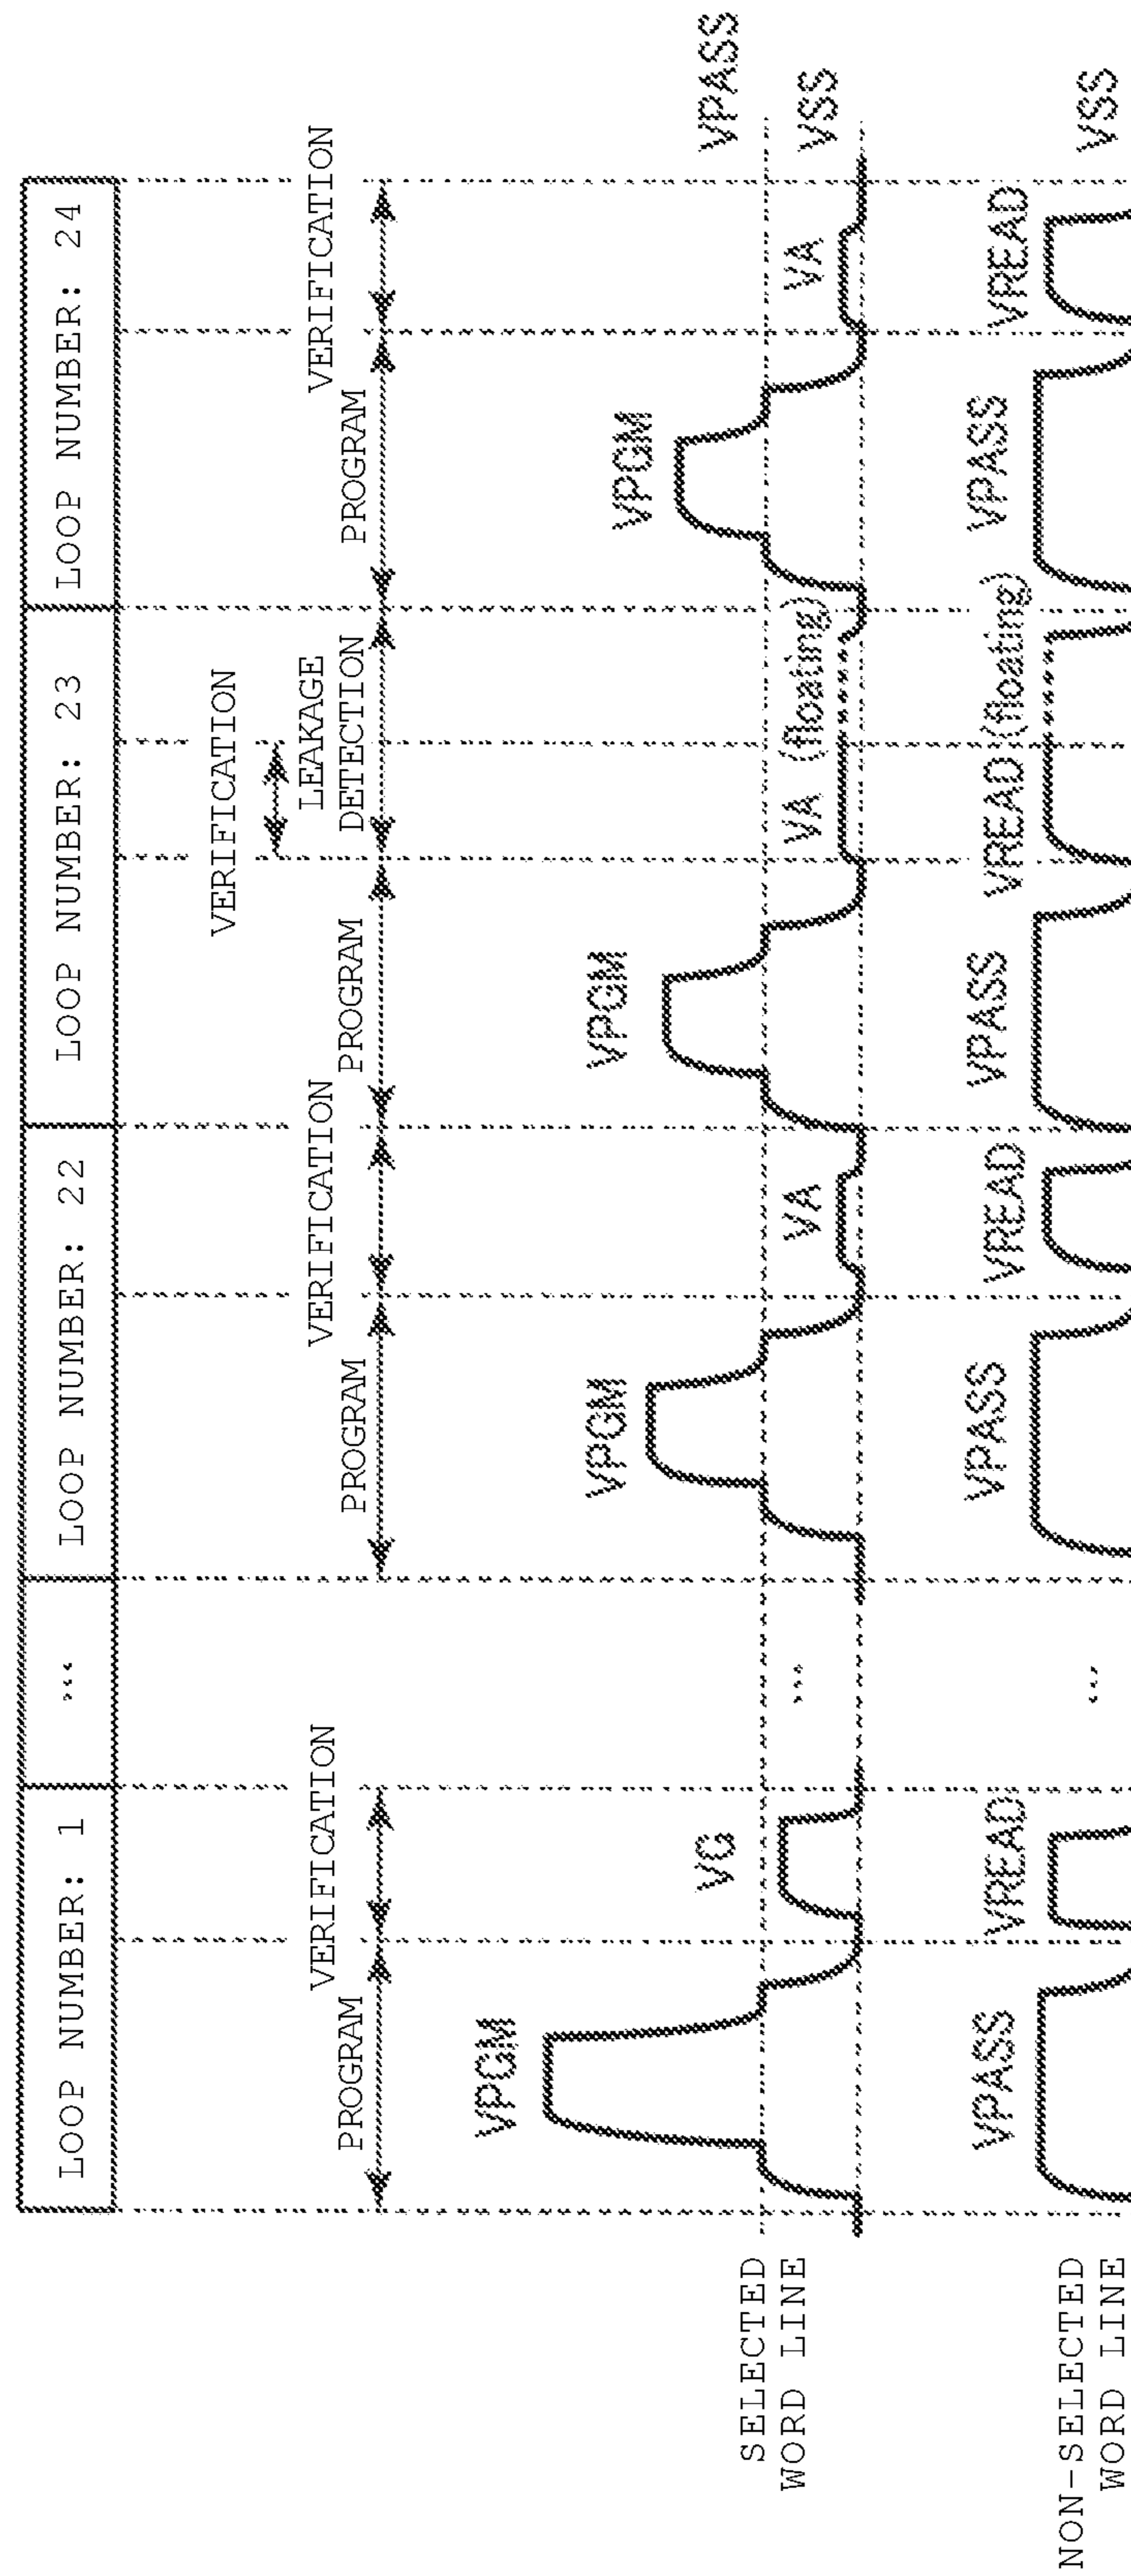 LOOP NUMBER: 1
...
LOOP NUMBER: 22
LOOP NUMBER: 23
LOOP NUMBER: 24
VERIFICATION
PROGRAM
VERIFICATION
PROGRAM
VERIFICATION
PROGRAM
VERIFICATION
LEAKAGE
DETECTION
PROGRAM
VERIFICATION
SELECTED
WORD LINE
VPGM
VG
...
VPGM
VA
VPGM
VA (floating)
VPGM
VA
VPASS
VSS
NON-SELECTED
WORD LINE
VPASS
VREAD
...
VPASS
VREAD
VPASS
VREAD (floating)
VPASS
VREAD
VSS